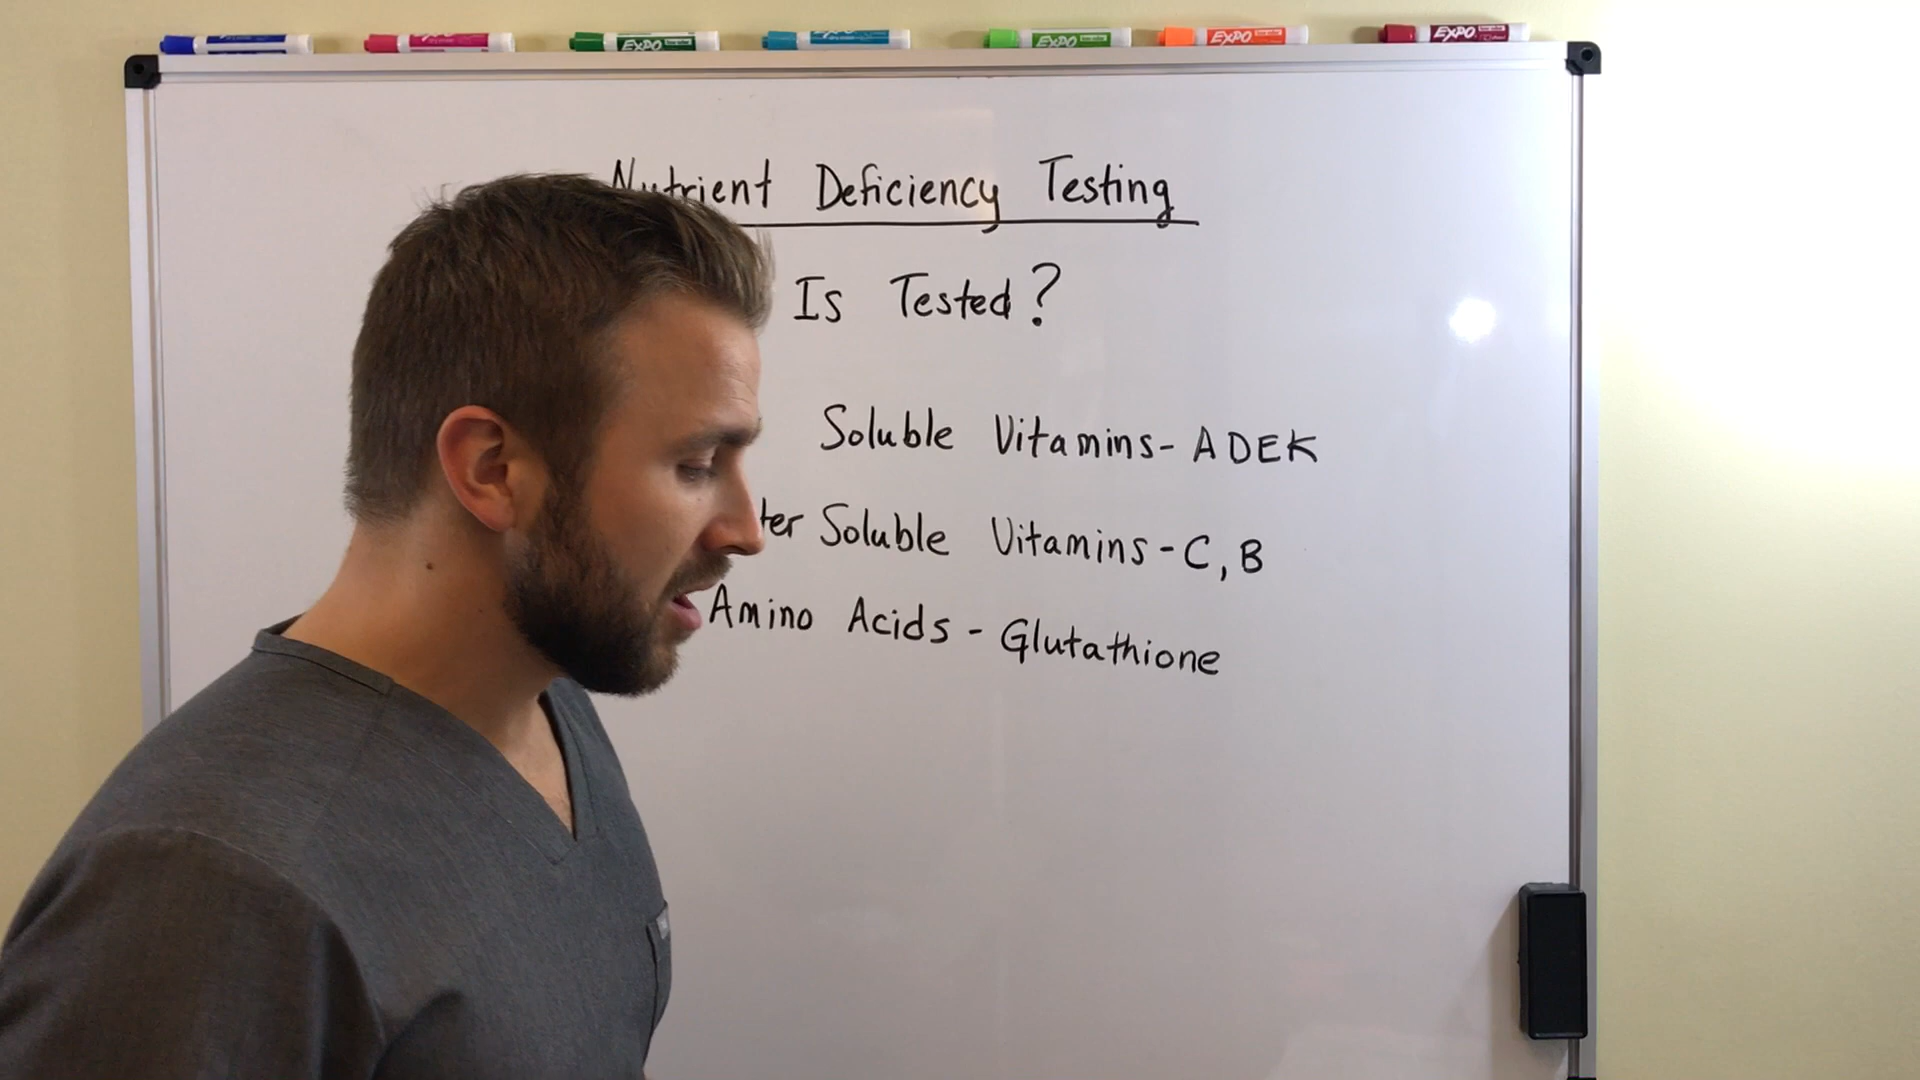 EXPO EXPO EXPO EXPO
Nutrient Deficiency Testing
Is Tested?
Soluble Vitamins - ADEK
ter Soluble Vitamins - C, B
Amino Acids - Glutathione